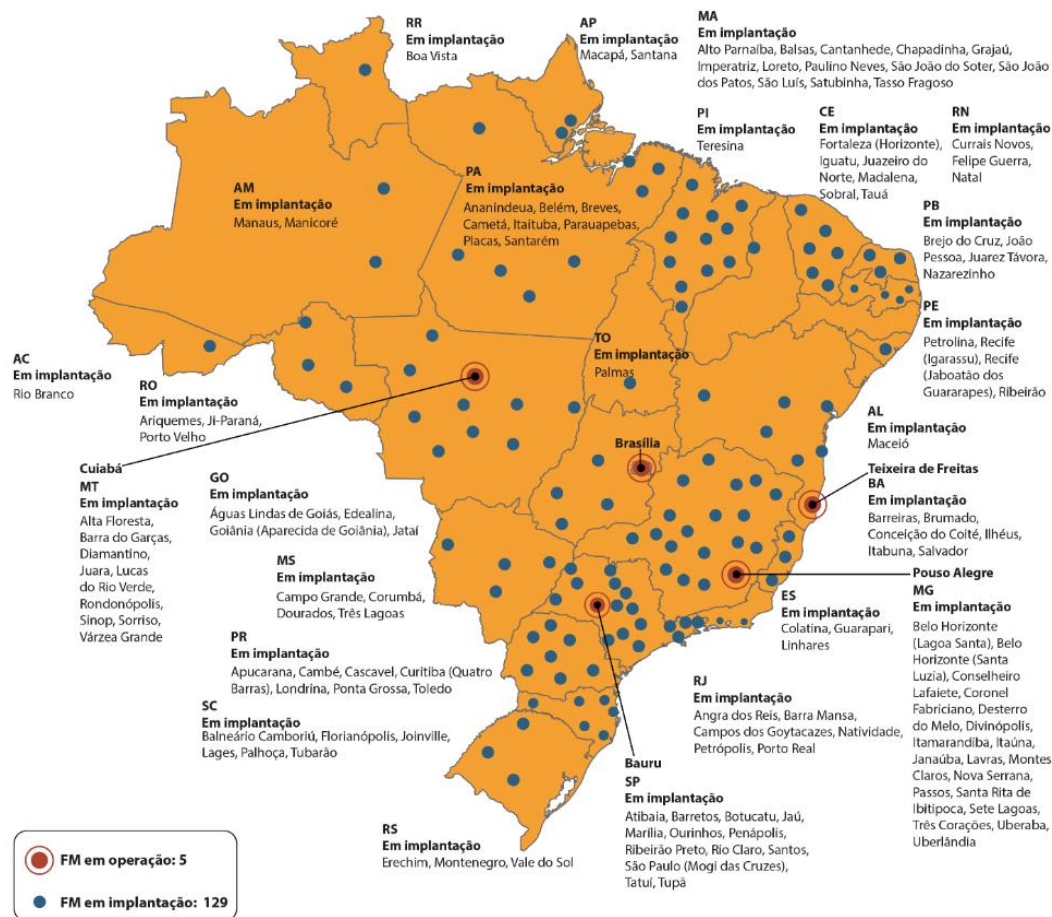 RR
Em implantação
Boa Vista
AP
Em implantação
Macapá, Santana
MA
Em implantação
Alto Parnaíba, Balsas, Cantanhede, Chapadinha, Grajaú,
Imperatriz, Loreto, Paulino Neves, São João do Soter, São João
dos Patos, São Luís, Satubinha, Tasso Fragoso
PI
Em implantação
Teresina
CE
Em implantação
Fortaleza (Horizonte),
Iguatu, Juazeiro do
Norte, Madalena,
Sobral, Tauá
RN
Em implantação
Currais Novos,
Felipe Guerra,
Natal
AM
Em implantação
Manaus, Manicoré
PA
Em implantação
Ananindeua, Belém, Breves,
Cametá, Itaituba, Parauapebas,
Placas, Santarém
PB
Em implantação
Brejo do Cruz, João
Pessoa, Juarez Távora,
Nazarezinho
PE
Em implantação
Petrolina, Recife
(Igarassu), Recife
(Jaboatão dos
Guararapes), Ribeirão
TO
Em implantação
Palmas
AC
Em implantação
Rio Branco
RO
Em implantação
Ariquemes, Ji-Paraná,
Porto Velho
AL
Em implantação
Maceió
Brasília
Cuiabá
MT
Em implantação
Alta Floresta,
Barra do Garças,
Diamantino,
Juara, Lucas
do Rio Verde,
Rondonópolis,
Sinop, Sorriso,
Várzea Grande
GO
Em implantação
Águas Lindas de Goiás, Edealina,
Goiânia (Aparecida de Goiânia), Jataí
Teixeira de Freitas
BA
Em implantação
Barreiras, Brumado,
Conceição do Coité, Ilhéus,
Itabuna, Salvador
MS
Em implantação
Campo Grande, Corumbá,
Dourados, Três Lagoas
Pouso Alegre
MG
Em implantação
Belo Horizonte
(Lagoa Santa), Belo
Horizonte (Santa
Luzia), Conselheiro
Lafaiete, Coronel
Fabriciano, Desterro
do Melo, Divinópolis,
Itamarandiba, Itaúna,
Janaúba, Lavras, Montes
Claros, Nova Serrana,
Passos, Santa Rita de
Ibitipoca, Sete Lagoas,
Três Corações, Uberaba,
Uberlândia
ES
Em implantação
Colatina, Guarapari,
Linhares
PR
Em implantação
Apucarana, Cambé, Cascavel, Curitiba (Quatro
Barras), Londrina, Ponta Grossa, Toledo
RJ
Em implantação
Angra dos Reis, Barra Mansa,
Campos dos Goytacazes, Natividade,
Petrópolis, Porto Real
SC
Em implantação
Balneário Camboriú, Florianópolis, Joinville,
Lages, Palhoça, Tubarão
Bauru
SP
Em implantação
Atibaia, Barretos, Botucatu, Jaú,
Marília, Ourinhos, Penápolis,
Ribeirão Preto, Rio Claro, Santos,
São Paulo (Mogi das Cruzes),
Tatuí, Tupã
RS
Em implantação
Erechim, Montenegro, Vale do Sol
FM em operação: 5
FM em implantação: 129